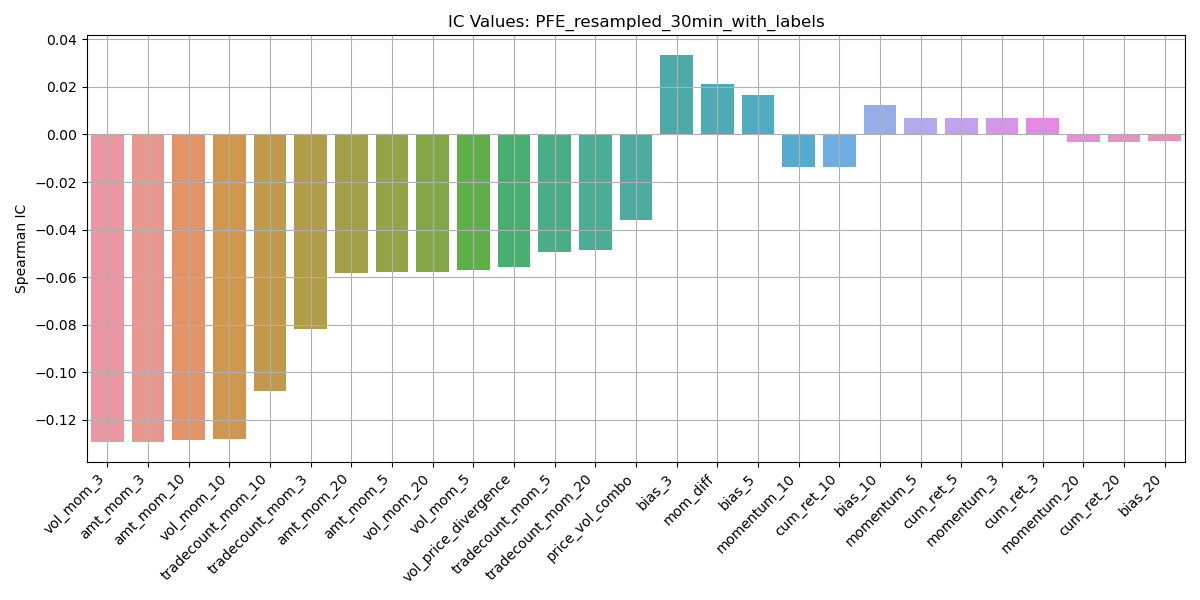 IC Values: PFE_resampled_30min_with_labels
Spearman IC
0.04
0.02
0.00
−0.02
−0.04
−0.06
−0.08
−0.10
−0.12
vol_mom_3
amt_mom_3
amt_mom_10
vol_mom_10
tradecount_mom_10
tradecount_mom_3
amt_mom_20
amt_mom_5
vol_mom_20
vol_mom_5
vol_price_divergence
tradecount_mom_5
tradecount_mom_20
price_vol_combo
bias_3
mom_diff
bias_5
momentum_10
cum_ret_10
bias_10
momentum_5
cum_ret_5
momentum_3
cum_ret_3
momentum_20
cum_ret_20
bias_20